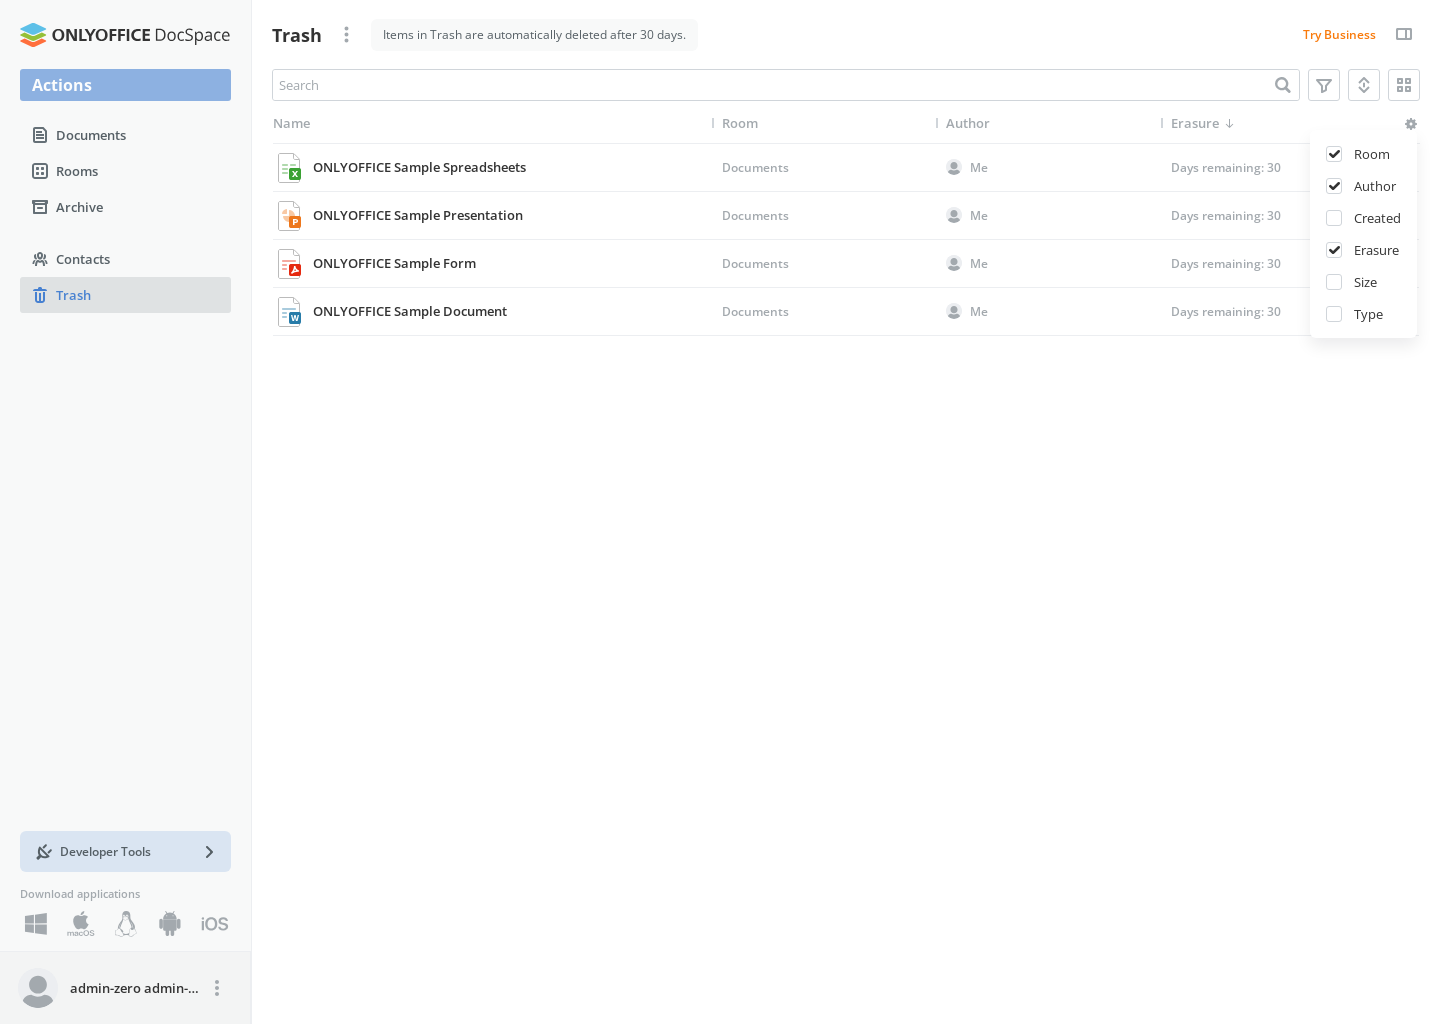 ONLYOFFICE DocSpace
Actions
Documents
Rooms
Archive
Contacts
Trash
Developer Tools
Download applications
macOS
iOS
admin-zero admin-...
Trash
Items in Trash are automatically deleted after 30 days.
Try Business
Search
Name Room Author Erasure
ONLYOFFICE Sample Spreadsheets Documents Me Days remaining: 30
ONLYOFFICE Sample Presentation Documents Me Days remaining: 30
ONLYOFFICE Sample Form Documents Me Days remaining: 30
ONLYOFFICE Sample Document Documents Me Days remaining: 30
Room
Author
Created
Erasure
Size
Type